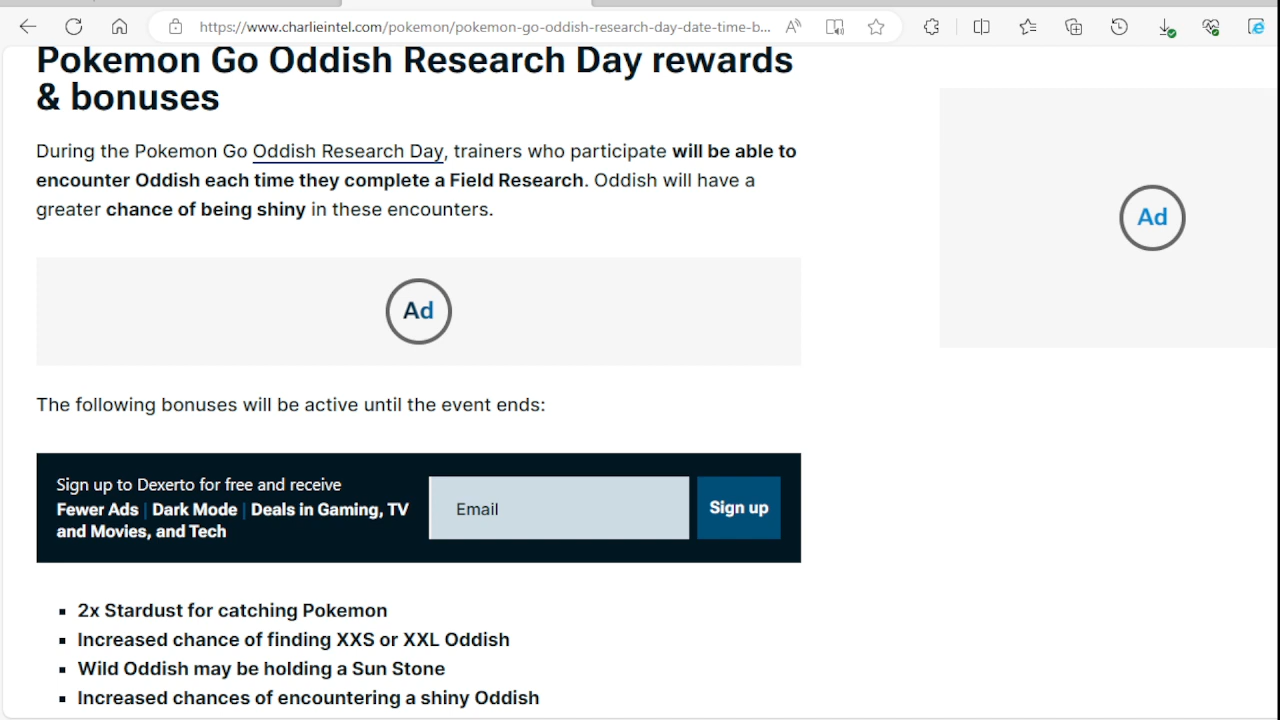 https://www.charlieintel.com/pokemon/pokemon-go-oddish-research-day-date-time-b...
Pokemon Go Oddish Research Day rewards
& bonuses
During the Pokemon Go Oddish Research Day, trainers who participate will be able to
encounter Oddish each time they complete a Field Research. Oddish will have a
greater chance of being shiny in these encounters.
Ad
Ad
The following bonuses will be active until the event ends:
Sign up to Dexerto for free and receive
Fewer Ads | Dark Mode | Deals in Gaming, TV
and Movies, and Tech
Email
Sign up
▪ 2x Stardust for catching Pokemon
▪ Increased chance of finding XXS or XXL Oddish
▪ Wild Oddish may be holding a Sun Stone
▪ Increased chances of encountering a shiny Oddish